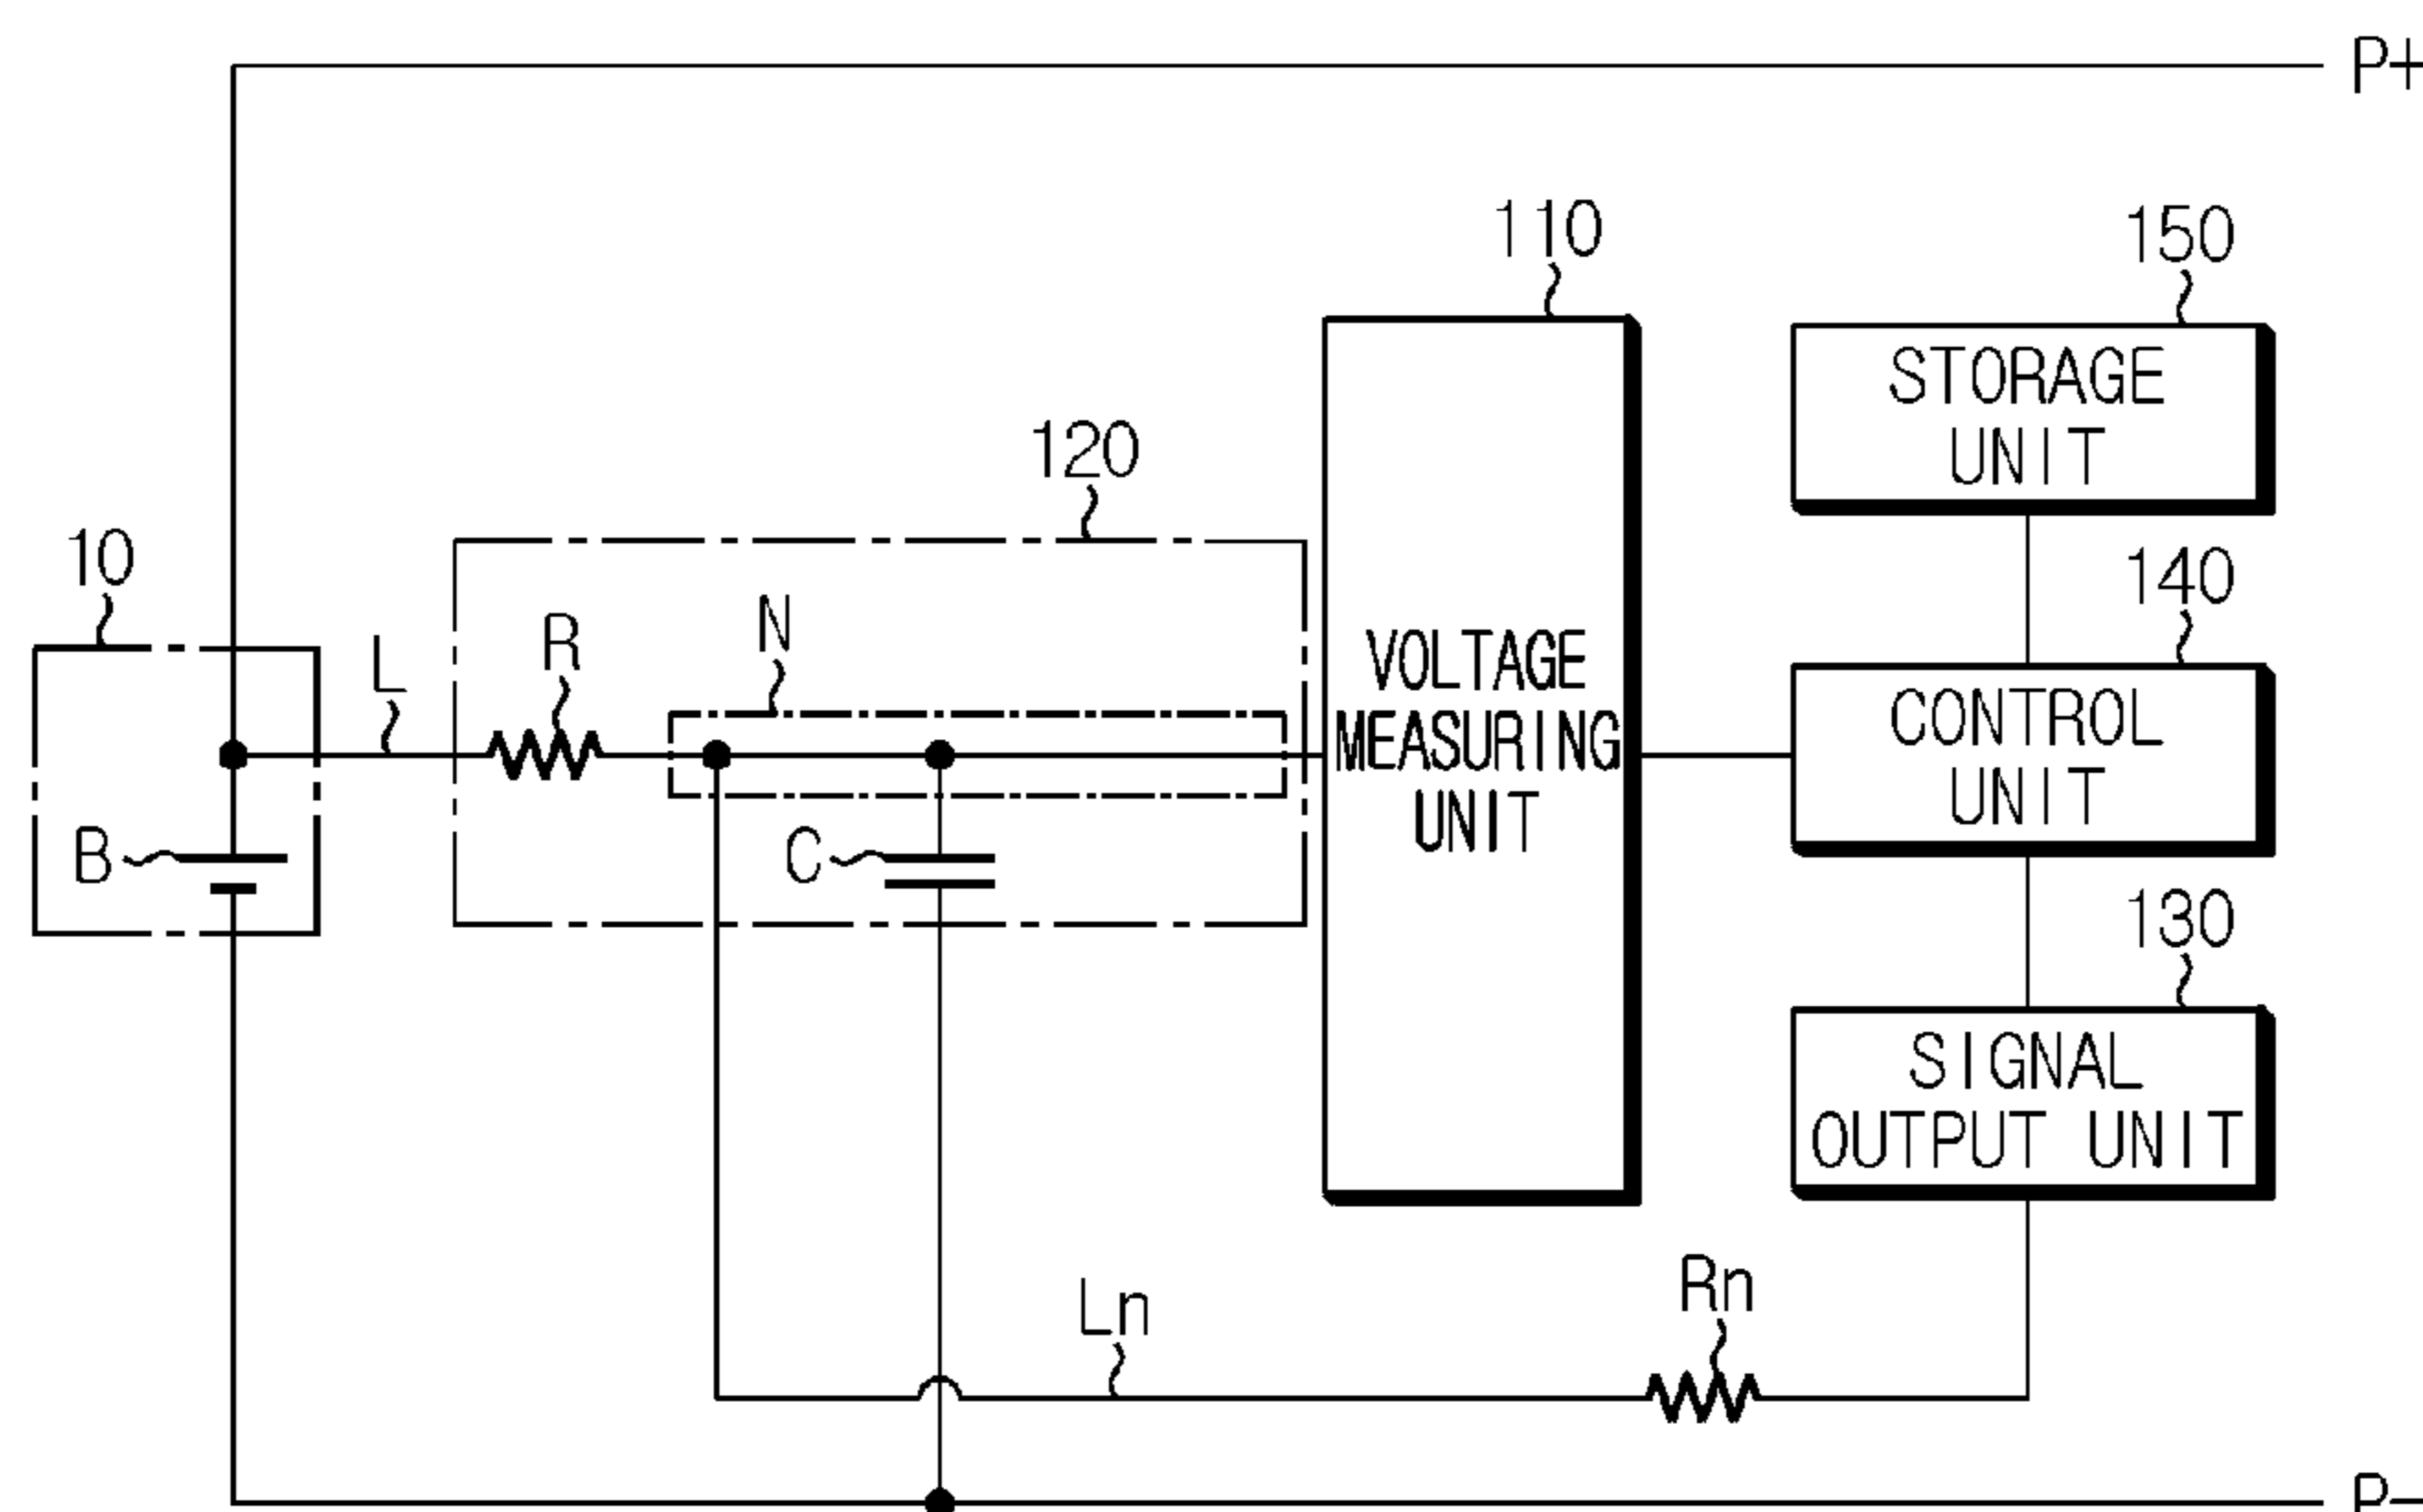 P+
110
150
STORAGE
UNIT
120
10
140
N
R
L
VOLTAGE
MEASURING
UNIT
CONTROL
UNIT
B
C
130
SIGNAL
OUTPUT UNIT
Rn
Ln
P-